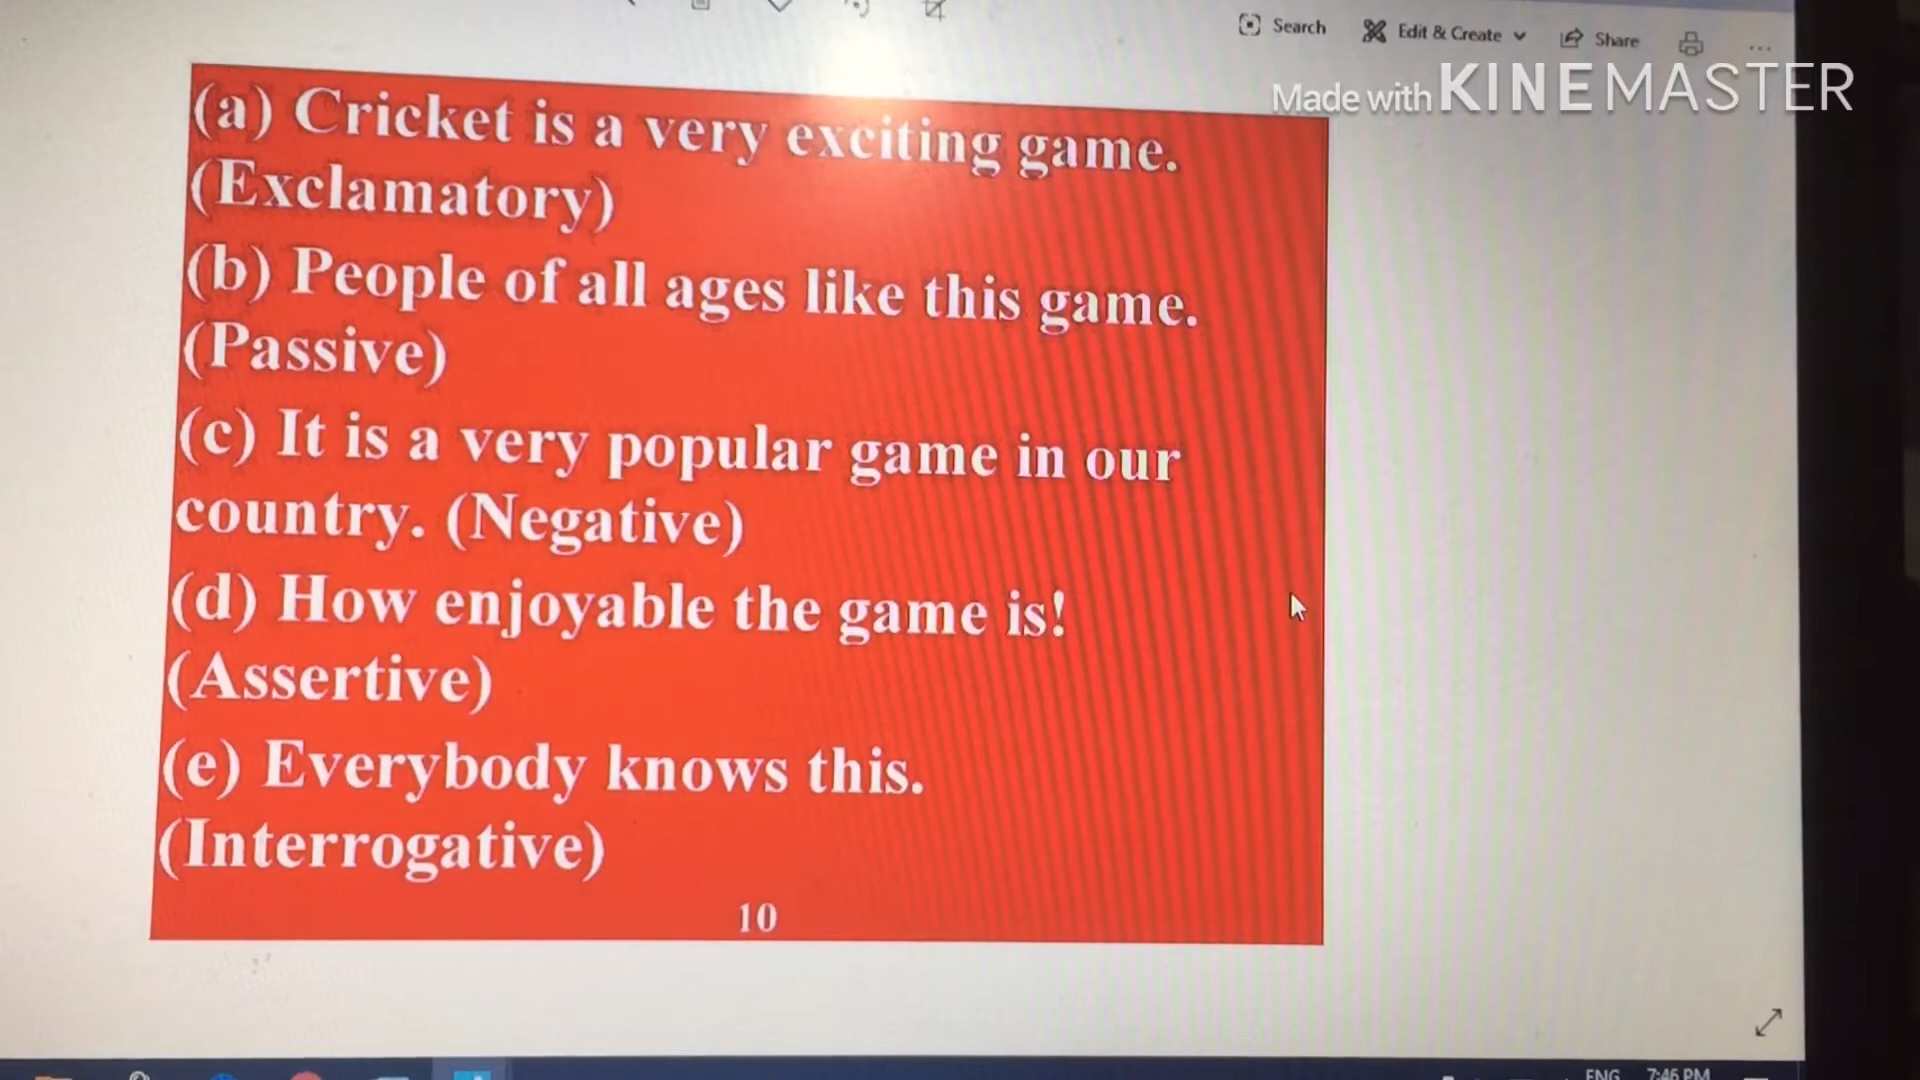 Search Edit & Create Share ...
Made with KINEMASTER
(a) Cricket is a very exciting game.
(Exclamatory)
(b) People of all ages like this game.
(Passive)
(c) It is a very popular game in our
country. (Negative)
(d) How enjoyable the game is!
(Assertive)
(e) Everybody knows this.
(Interrogative)
10
ENG 7:46 PM